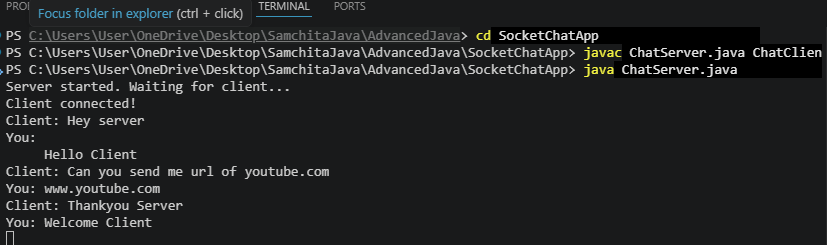 PRO
TERMINAL
PORTS
Focus folder in explorer (ctrl + click)
PS C:\Users\User\OneDrive\Desktop\SamchitaJava\AdvancedJava> cd SocketChatApp
PS C:\Users\User\OneDrive\Desktop\SamchitaJava\AdvancedJava\SocketChatApp> javac ChatServer.java ChatClien
PS C:\Users\User\OneDrive\Desktop\SamchitaJava\AdvancedJava\SocketChatApp> java ChatServer.java
Server started. Waiting for client...
Client connected!
Client: Hey server
You:
Hello Client
Client: Can you send me url of youtube.com
You: www.youtube.com
Client: Thankyou Server
You: Welcome Client